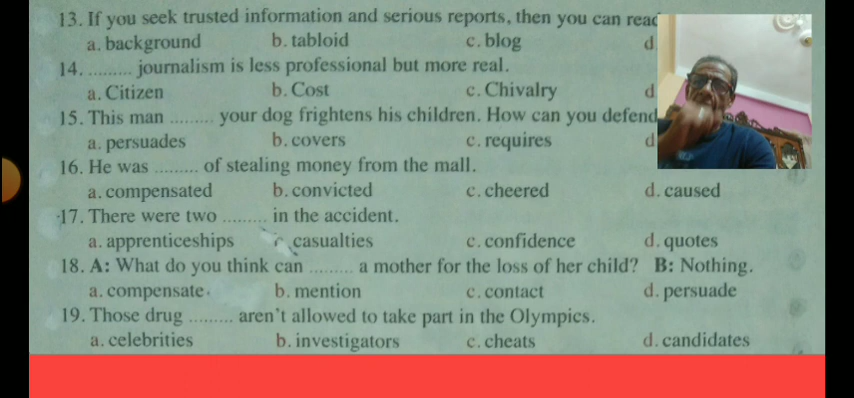 13. If you seek trusted information and serious reports, then you can read
a. background b. tabloid c. blog d
14. ......... journalism is less professional but more real.
a. Citizen b. Cost c. Chivalry d
15. This man ......... your dog frightens his children. How can you defend
a. persuades b. covers c. requires d
16. He was ......... of stealing money from the mall.
a. compensated b. convicted c. cheered d. caused
17. There were two ......... in the accident.
a. apprenticeships casualties c. confidence d. quotes
18. A: What do you think can ......... a mother for the loss of her child? B: Nothing.
a. compensate b. mention c. contact d. persuade
19. Those drug ......... aren't allowed to take part in the Olympics.
a. celebrities b. investigators c. cheats d. candidates